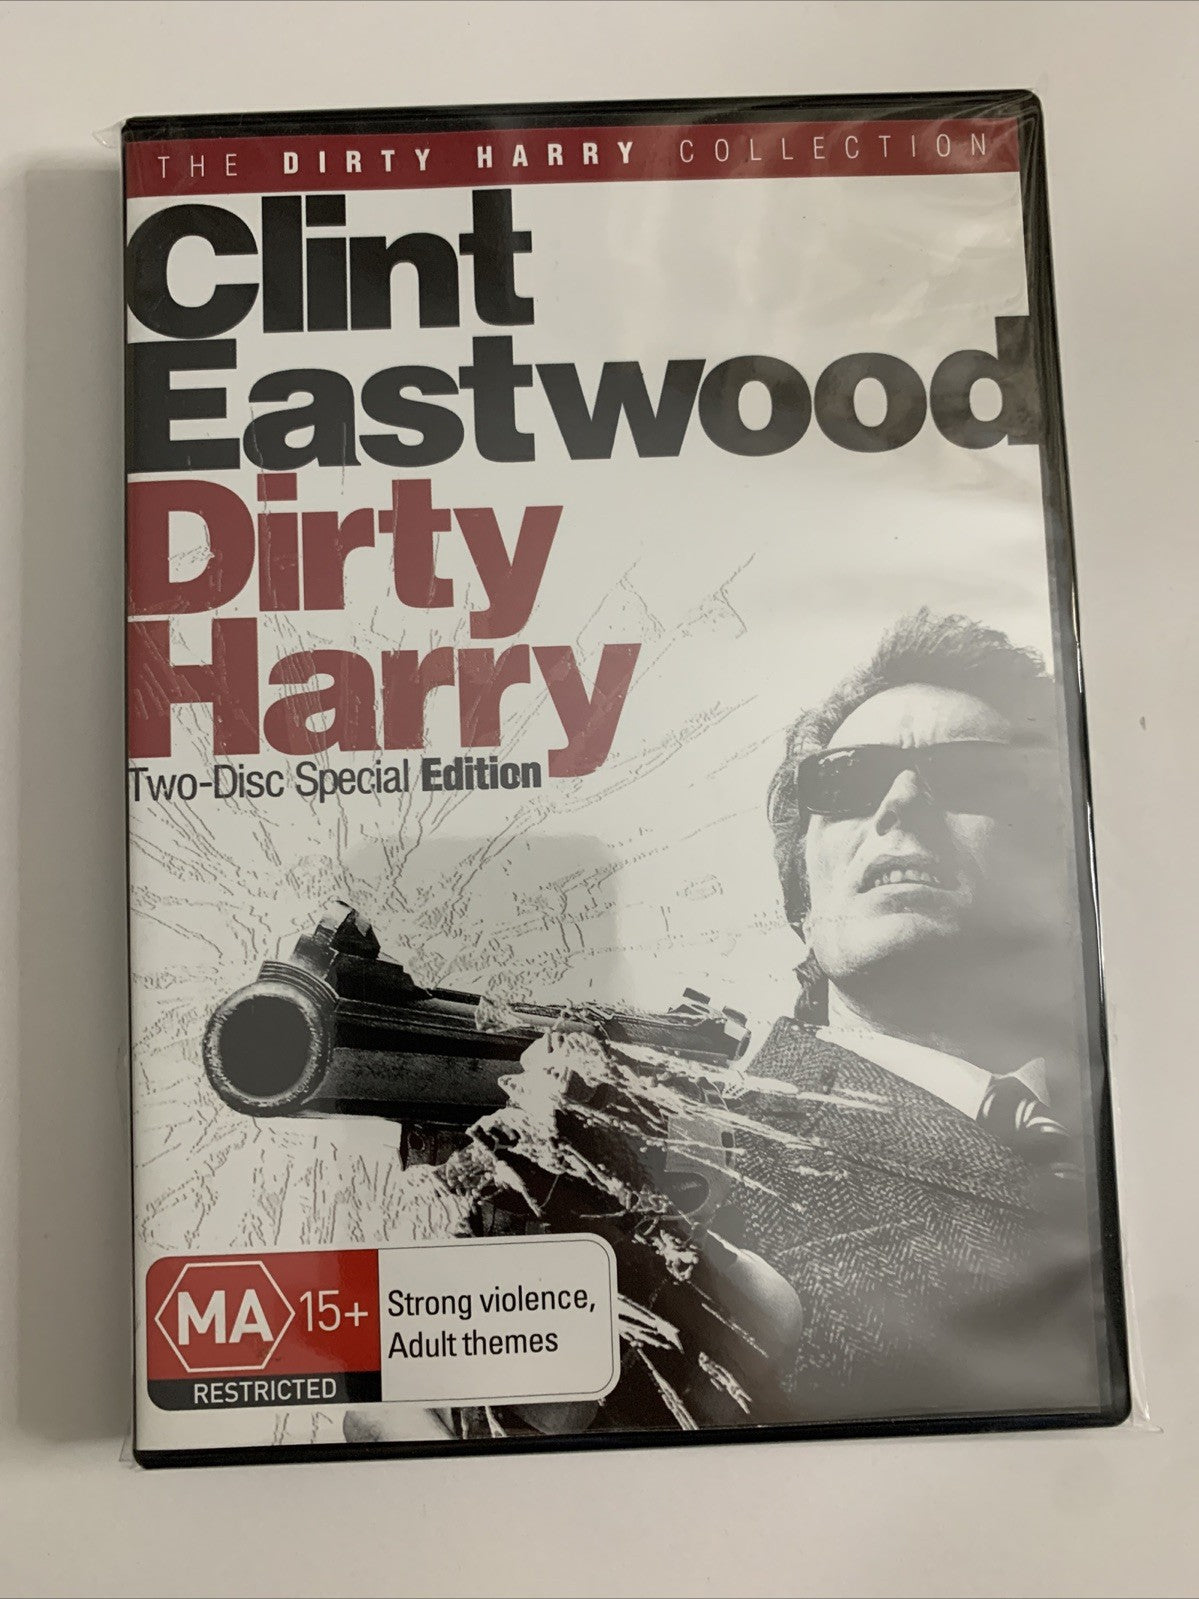 THE DIRTY HARRY COLLECTION
Clint
Eastwood
Dirty
Harry
Two-Disc Special Edition
MA 15+
RESTRICTED
Strong violence,
Adult themes